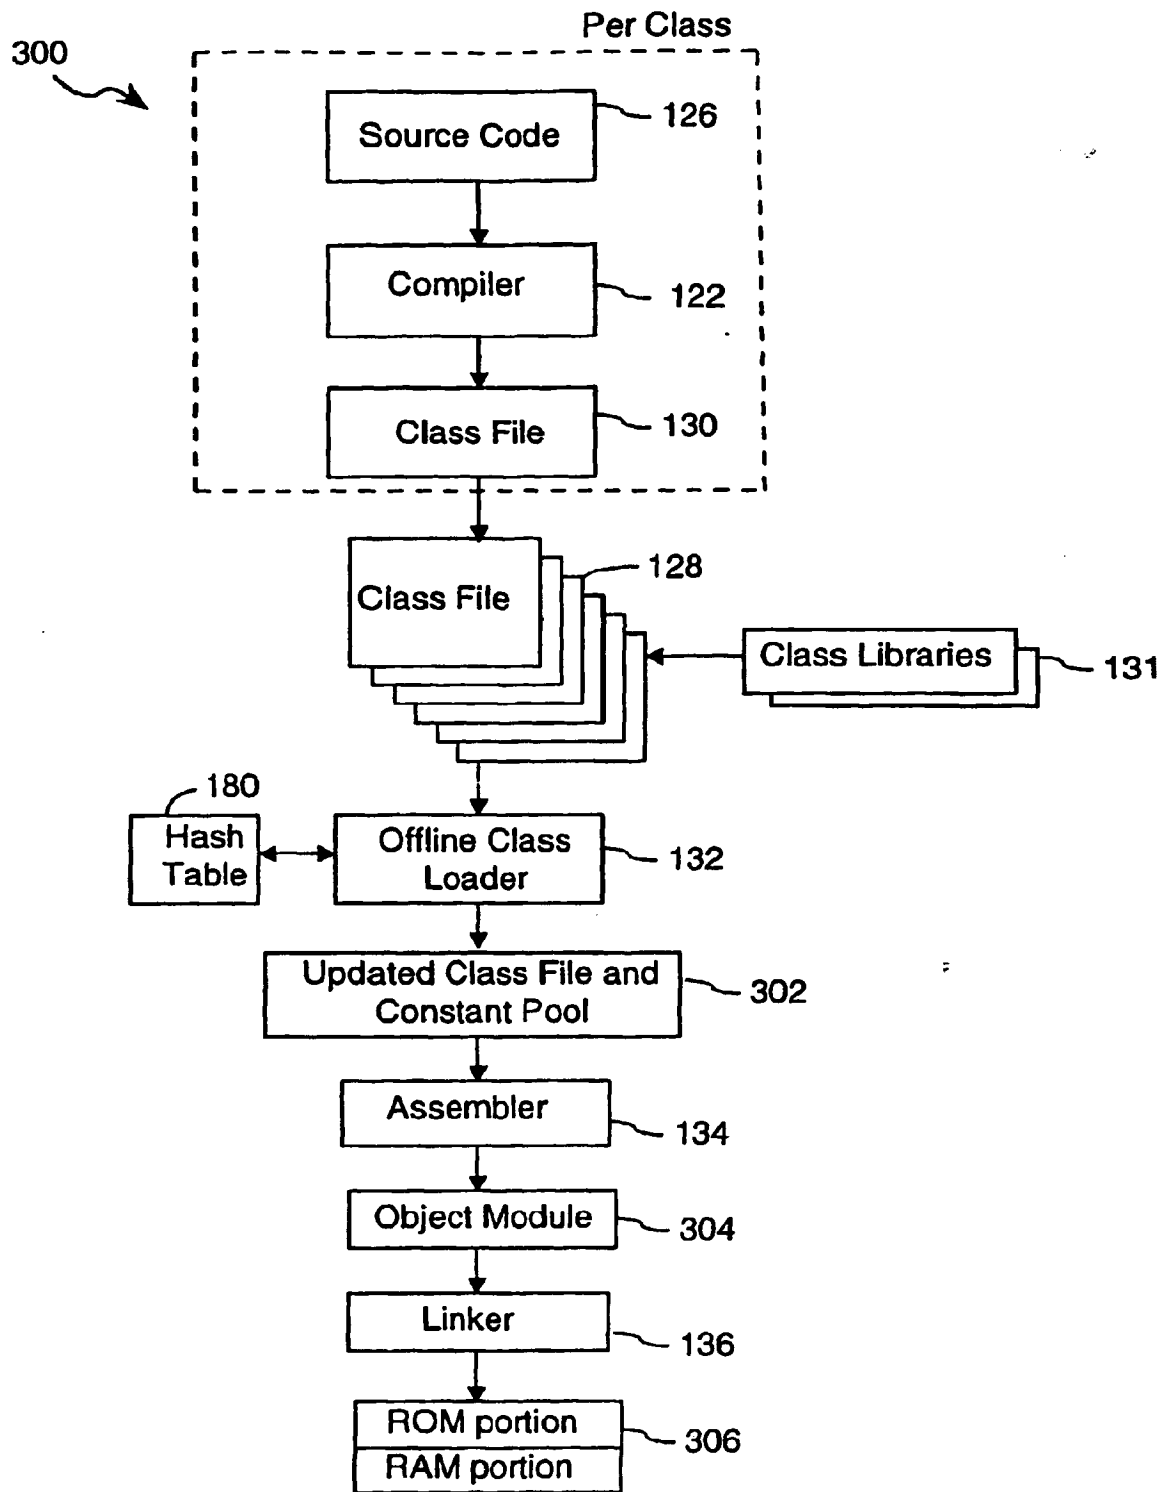 Per Class
300
Source Code
126
Compiler
122
Class File
130
Class File
128
Class Libraries
131
180
Hash
Table
Offline Class
Loader
132
Updated Class File and
Constant Pool
302
Assembler
134
Object Module
304
Linker
136
ROM portion
306
RAM portion